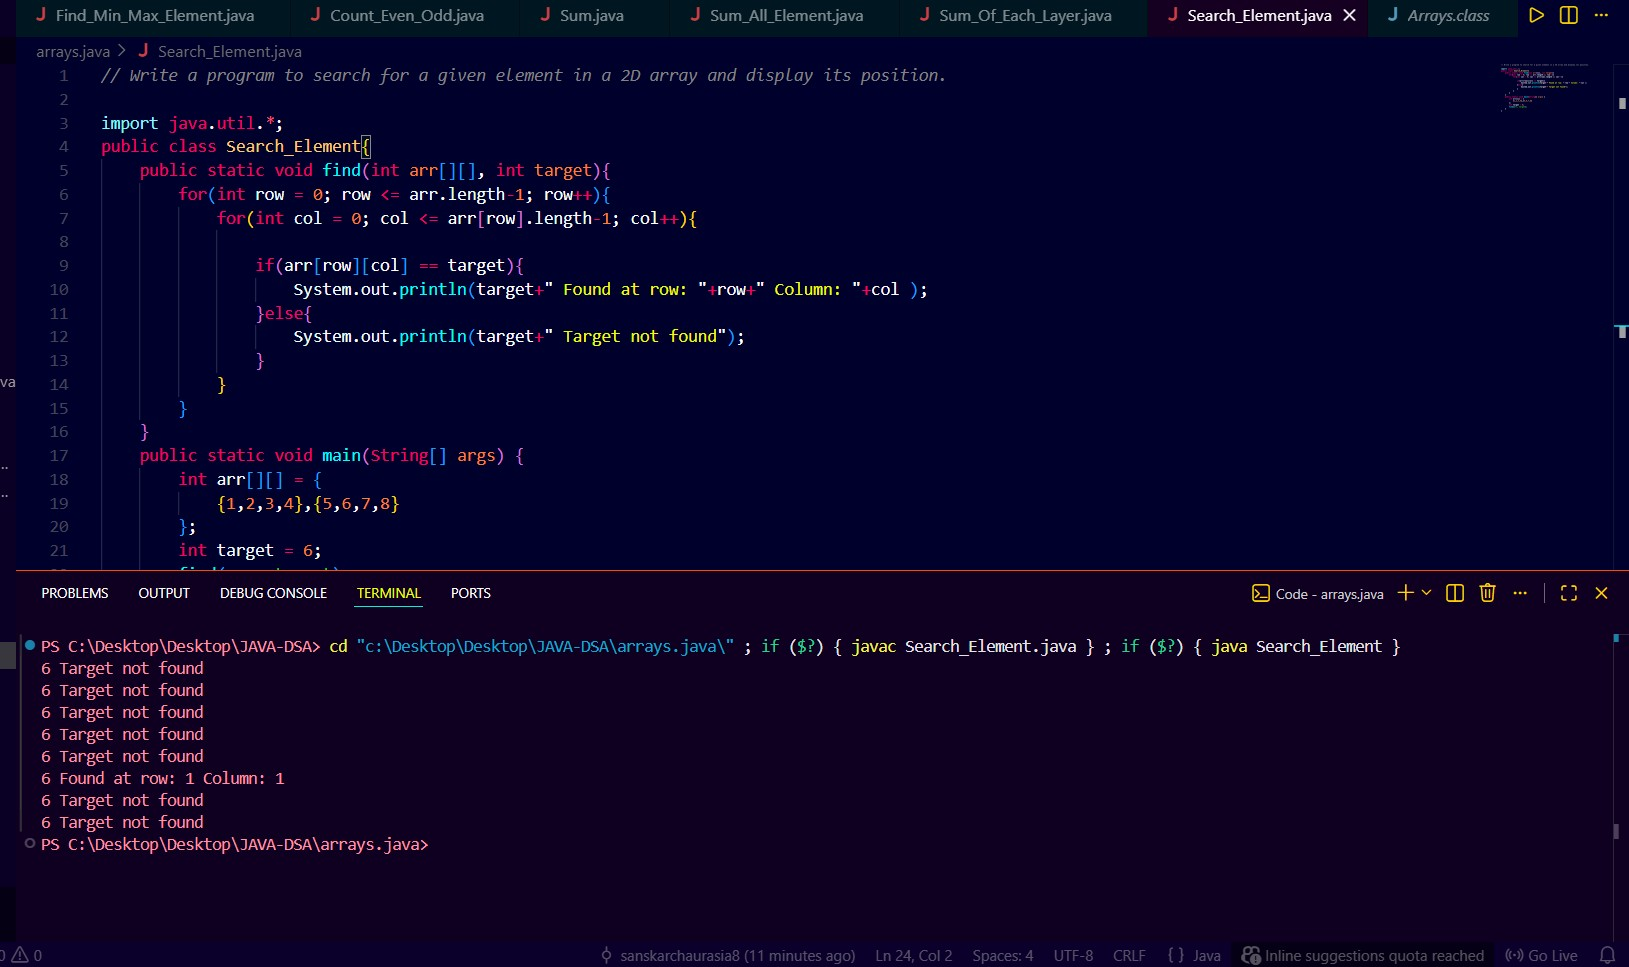 Find_Min_Max_Element.java Count_Even_Odd.java Sum.java Sum_All_Element.java Sum_Of_Each_Layer.java Search_Element.java Arrays.class
arrays.java > Search_Element.java
1 // Write a program to search for a given element in a 2D array and display its position.
2
3 import java.util.*;
4 public class Search_Element{
5 public static void find(int arr[][], int target){
6 for(int row = 0; row <= arr.length-1; row++){
7 for(int col = 0; col <= arr[row].length-1; col++){
8
9 if(arr[row][col] == target){
10 System.out.println(target+" Found at row: "+row+" Column: "+col );
11 }else{
12 System.out.println(target+" Target not found");
13 }
14 }
15 }
16 }
17 public static void main(String[] args) {
18 int arr[][] = {
19 {1,2,3,4},{5,6,7,8}
20 };
21 int target = 6;
va
PROBLEMS OUTPUT DEBUG CONSOLE TERMINAL PORTS Code - arrays.java
PS C:\Desktop\Desktop\JAVA-DSA> cd "c:\Desktop\Desktop\JAVA-DSA\arrays.java\" ; if ($?) { javac Search_Element.java } ; if ($?) { java Search_Element }
6 Target not found
6 Target not found
6 Target not found
6 Target not found
6 Target not found
6 Found at row: 1 Column: 1
6 Target not found
6 Target not found
PS C:\Desktop\Desktop\JAVA-DSA\arrays.java>
0 sanskarchaurasia8 (11 minutes ago) Ln 24, Col 2 Spaces: 4 UTF-8 CRLF { } Java Inline suggestions quota reached Go Live